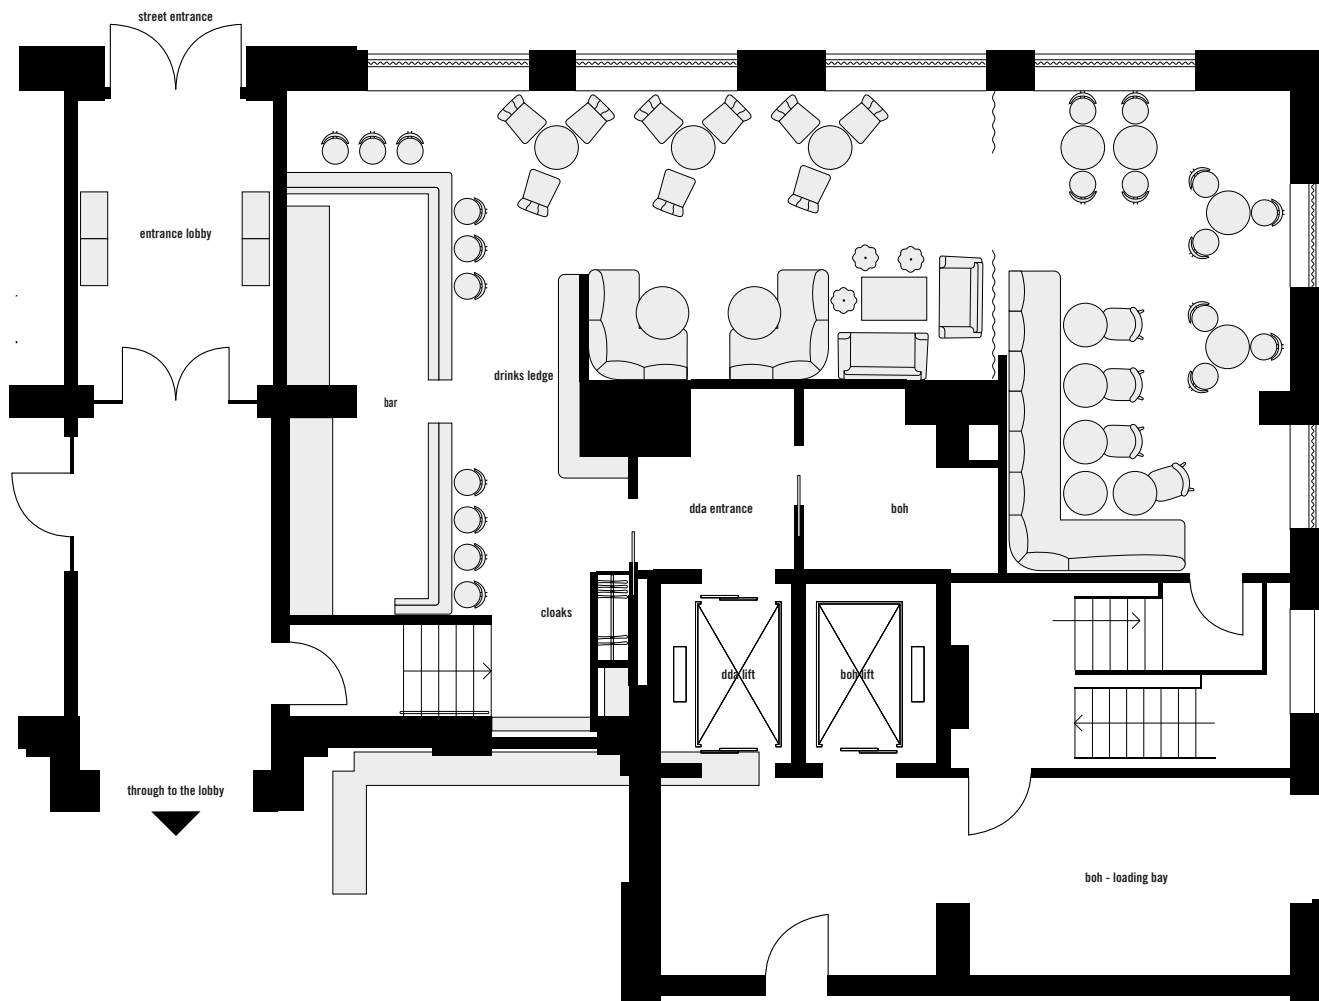 street entrance
entrance lobby
drinks ledge
bar
dda entrance
boh
cloaks
dda lift
boh lift
through to the lobby
boh - loading bay